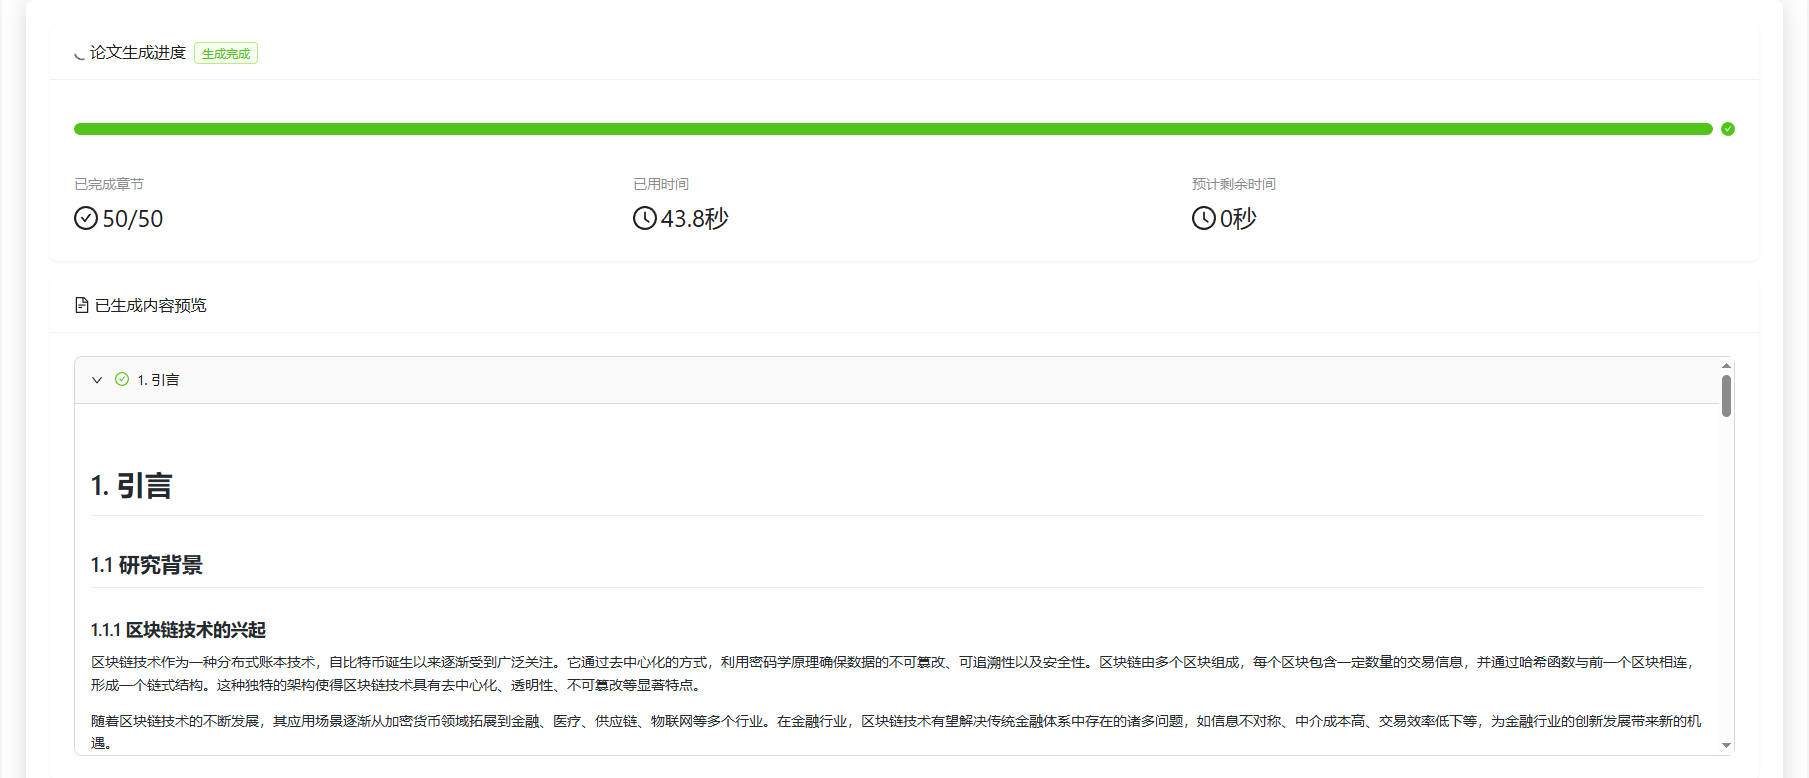 论文生成进度 生成完成
已完成章节 已用时间 预计剩余时间
50/50 43.8秒 0秒
已生成内容预览
1. 引言
1. 引言
1.1 研究背景
1.1.1 区块链技术的兴起
区块链技术作为一种分布式账本技术，自比特币诞生以来逐渐受到广泛关注。它通过去中心化的方式，利用密码学原理确保数据的不可篡改、可追溯性以及安全性。区块链由多个区块组成，每个区块包含一定数量的交易信息，并通过哈希函数与前一个区块相连，
形成一个链式结构。这种独特的架构使得区块链技术具有去中心化、透明性、不可篡改等显著特点。
随着区块链技术的不断发展，其应用场景逐渐从加密货币领域拓展到金融、医疗、供应链、物联网等多个行业。在金融行业，区块链技术有望解决传统金融体系中存在的诸多问题，如信息不对称、中介成本高、交易效率低下等，为金融行业的创新发展带来新的机
遇。